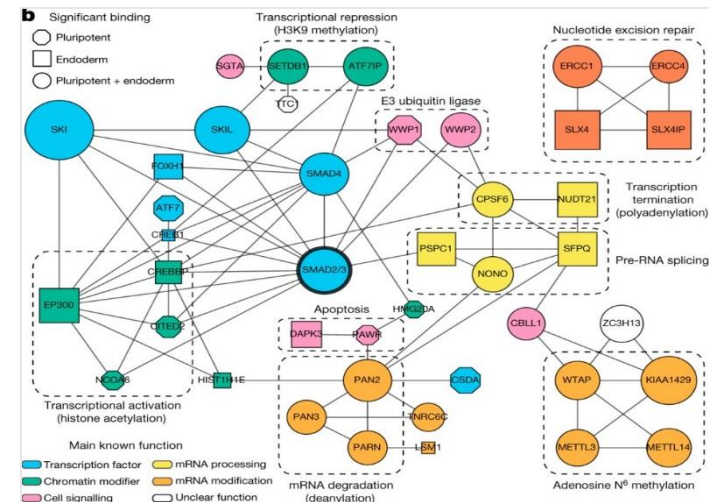 b
Significant binding
Pluripotent
Endoderm
Pluripotent + endoderm
Transcriptional repression
(H3K9 methylation)
Nucleotide excision repair
SGTA
SETDB1
ATF7IP
TTC1
ERCC1
ERCC4
SLX4
SLX4IP
E3 ubiquitin ligase
SKI
SKIL
WWP1
WWP2
FOXH1
SMAD4
ATF7
CREB1
CPSF6
NUDT21
Transcription
termination
(polyadenylation)
PSPC1
SFPQ
NONO
Pre-RNA splicing
CREBBP
SMAD2/3
EP300
CITED2
HMG20A
Apoptosis
DAPK3
PAWR
CBLL1
ZC3H13
NCOA6
HIST1H1E
PAN2
CSDA
WTAP
KIAA1429
Transcriptional activation
(histone acetylation)
PAN3
TNRC6C
PARN
LSM1
METTL3
METTL14
Main known function
Transcription factor
mRNA processing
Chromatin modifier
mRNA modification
Cell signalling
Unclear function
mRNA degradation
(deanylation)
Adenosine N⁶ methylation